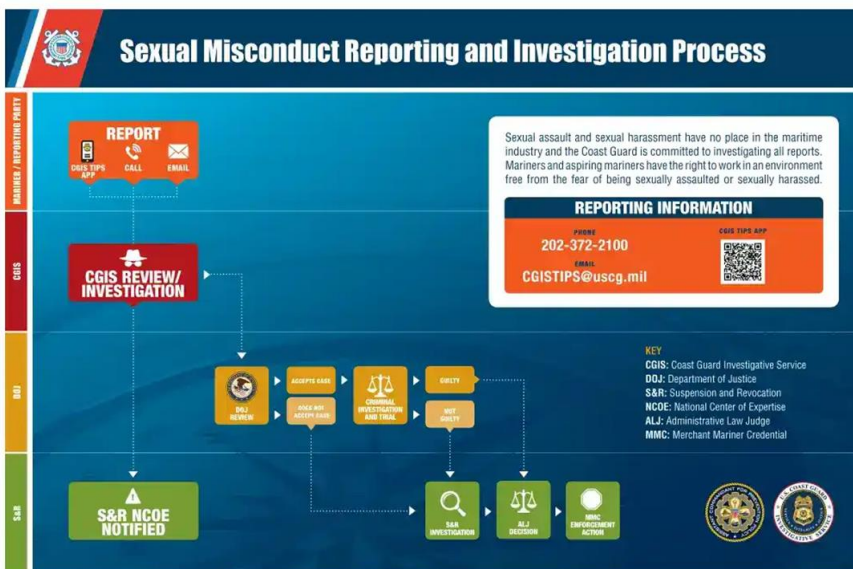 Sexual Misconduct Reporting and Investigation Process
MARINER / REPORTING PARTY
REPORT
CGIS TIPS
APP
CALL
EMAIL
Sexual assault and sexual harassment have no place in the maritime
industry and the Coast Guard is committed to investigating all reports.
Mariners and aspiring mariners have the right to work in an environment
free from the fear of being sexually assaulted or sexually harassed.
REPORTING INFORMATION
PHONE
202-372-2100
EMAIL
CGISTIPS@uscg.mil
CGIS TIPS APP
CGIS
CGIS REVIEW/
INVESTIGATION
DOJ
DOJ
REVIEW
ACCEPTS CASE
DOES NOT
ACCEPT CASE
CRIMINAL
INVESTIGATION
AND TRIAL
GUILTY
NOT
GUILTY
KEY
CGIS: Coast Guard Investigative Service
DOJ: Department of Justice
S&R: Suspension and Revocation
NCOE: National Center of Expertise
ALJ: Administrative Law Judge
MMC: Merchant Mariner Credential
S&R
S&R NCOE
NOTIFIED
S&R
INVESTIGATION
ALJ
DECISION
MMC
ENFORCEMENT
ACTION
U.S. COAST GUARD
INVESTIGATIVE SERVICE